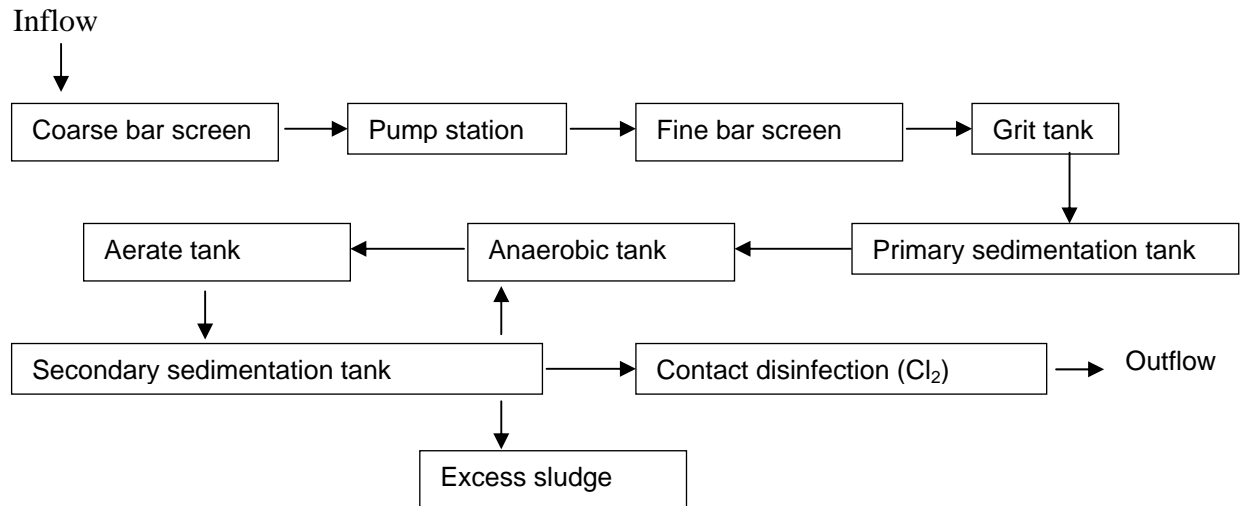 Inflow
Coarse bar screen
Pump station
Fine bar screen
Grit tank
Primary sedimentation tank
Anaerobic tank
Aerate tank
Secondary sedimentation tank
Contact disinfection (Cl₂)
Outflow
Excess sludge